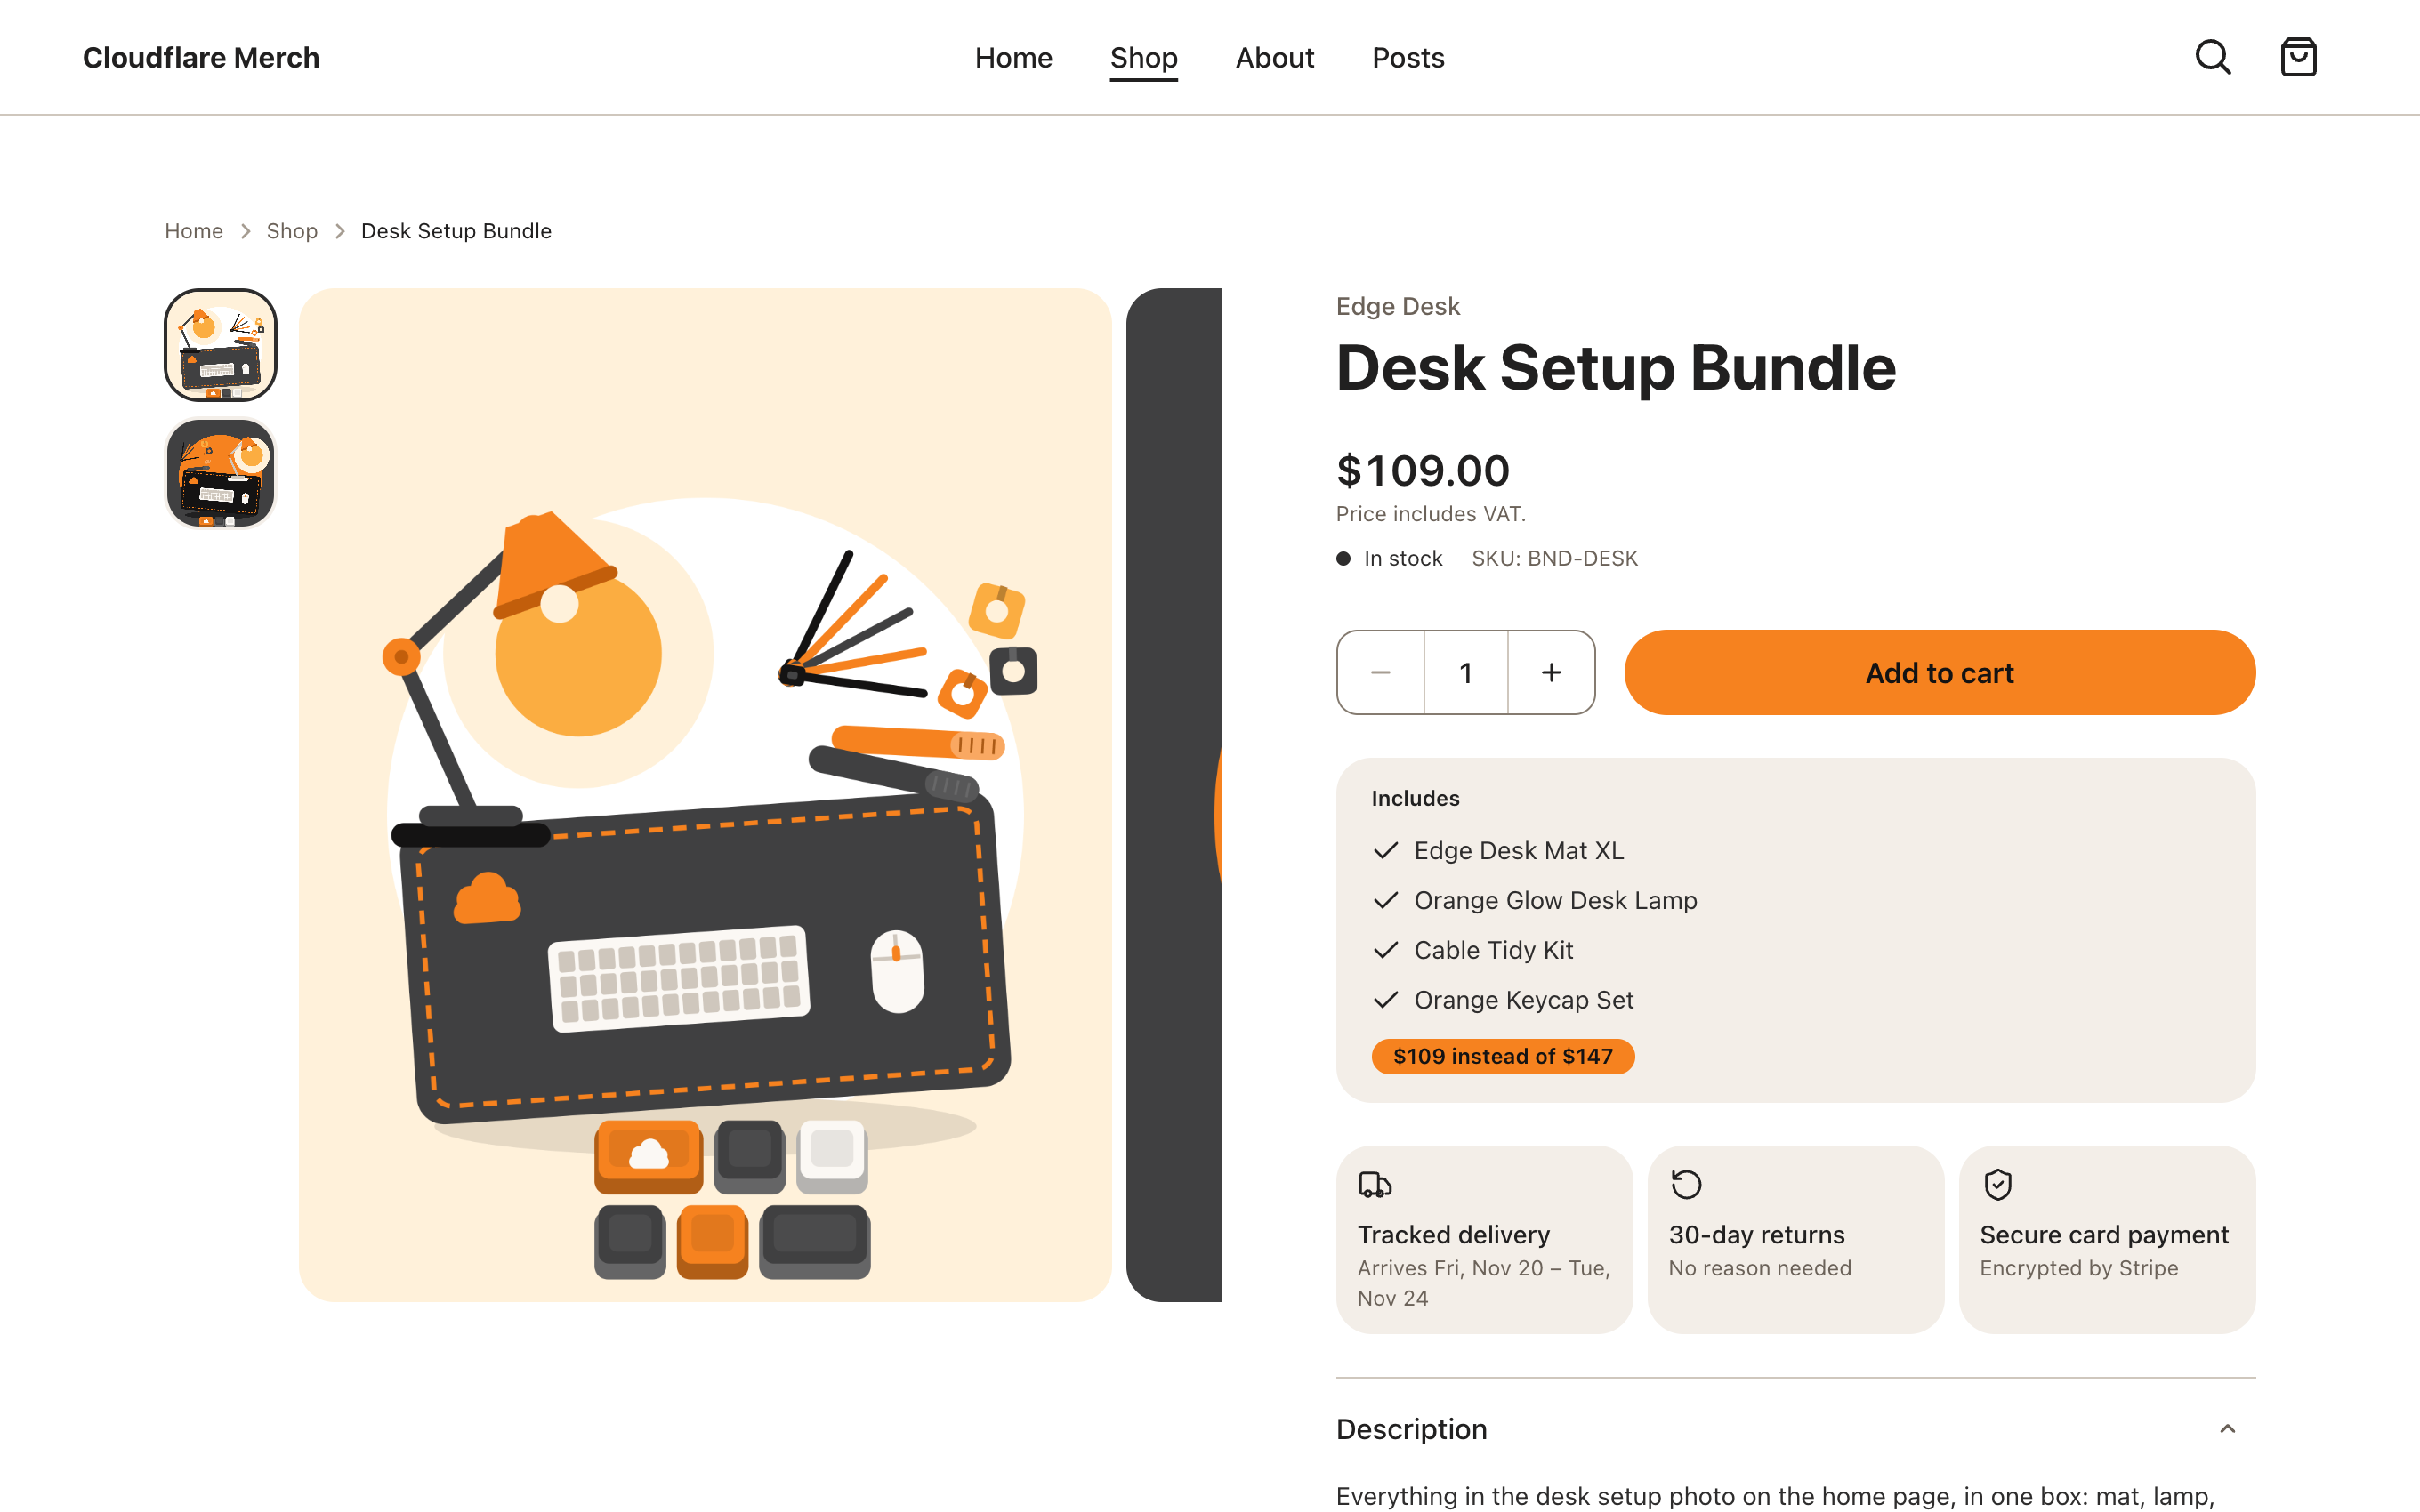 Cloudflare Merch
Home
Shop
About
Posts
Home
Shop
Desk Setup Bundle
Edge Desk
Desk Setup Bundle
$109.00
Price includes VAT.
In stock
SKU: BND-DESK
1
Add to cart
Includes
Edge Desk Mat XL
Orange Glow Desk Lamp
Cable Tidy Kit
Orange Keycap Set
$109 instead of $147
Tracked delivery
Arrives Fri, Nov 20 – Tue,
Nov 24
30-day returns
No reason needed
Secure card payment
Encrypted by Stripe
Description
Everything in the desk setup photo on the home page, in one box: mat, lamp,